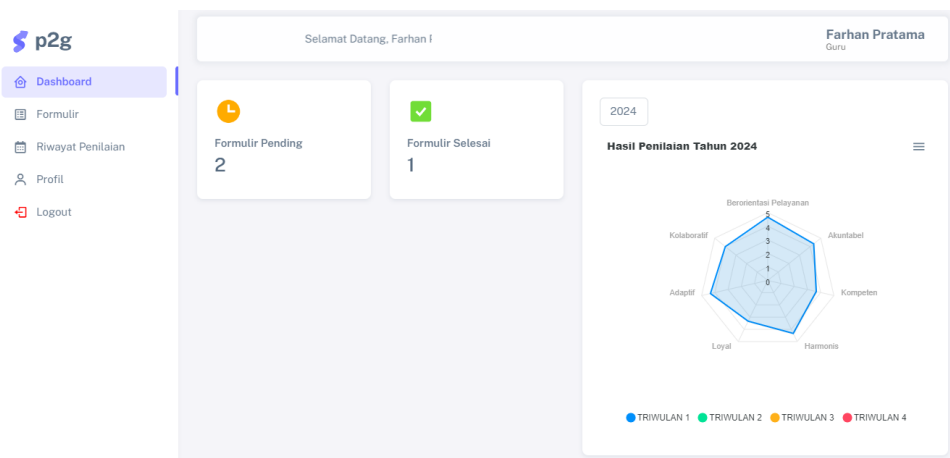 p2g
Dashboard
Formulir
Riwayat Penilaian
Profil
Logout
Selamat Datang, Farhan
Farhan Pratama
Guru
Formulir Pending
2
Formulir Selesai
1
2024
Hasil Penilaian Tahun 2024
Berorientasi Pelayanan
Kolaboratif
Akuntabel
Adaptif
Kompeten
Loyal
Harmonis
5
4
3
2
1
0
TRIWULAN 1 TRIWULAN 2 TRIWULAN 3 TRIWULAN 4